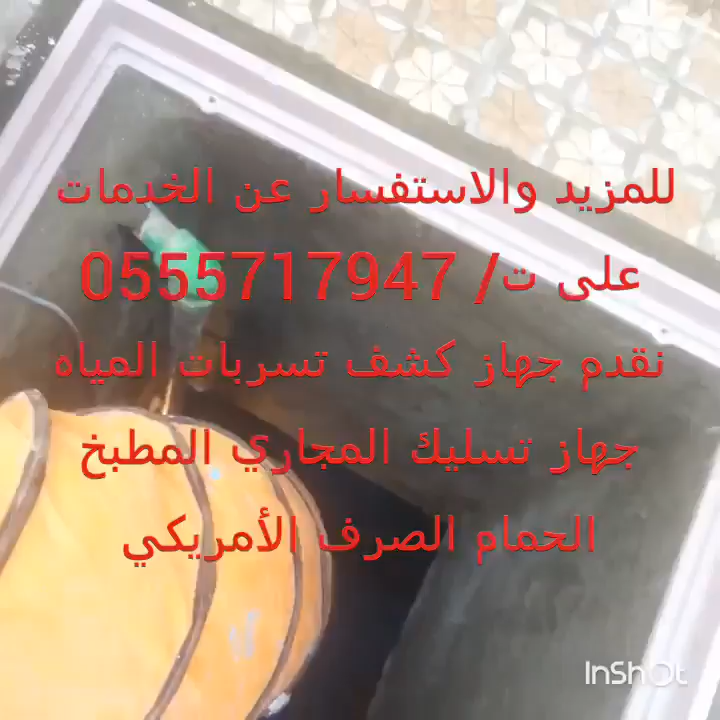 للمزيد والاستفسار عن الخدمات
على ت/ 0555717947
نقدم جهاز كشف تسربات المياه
جهاز تسليك المجاري المطبخ
الحمام الصرف الأمريكي
InShOt